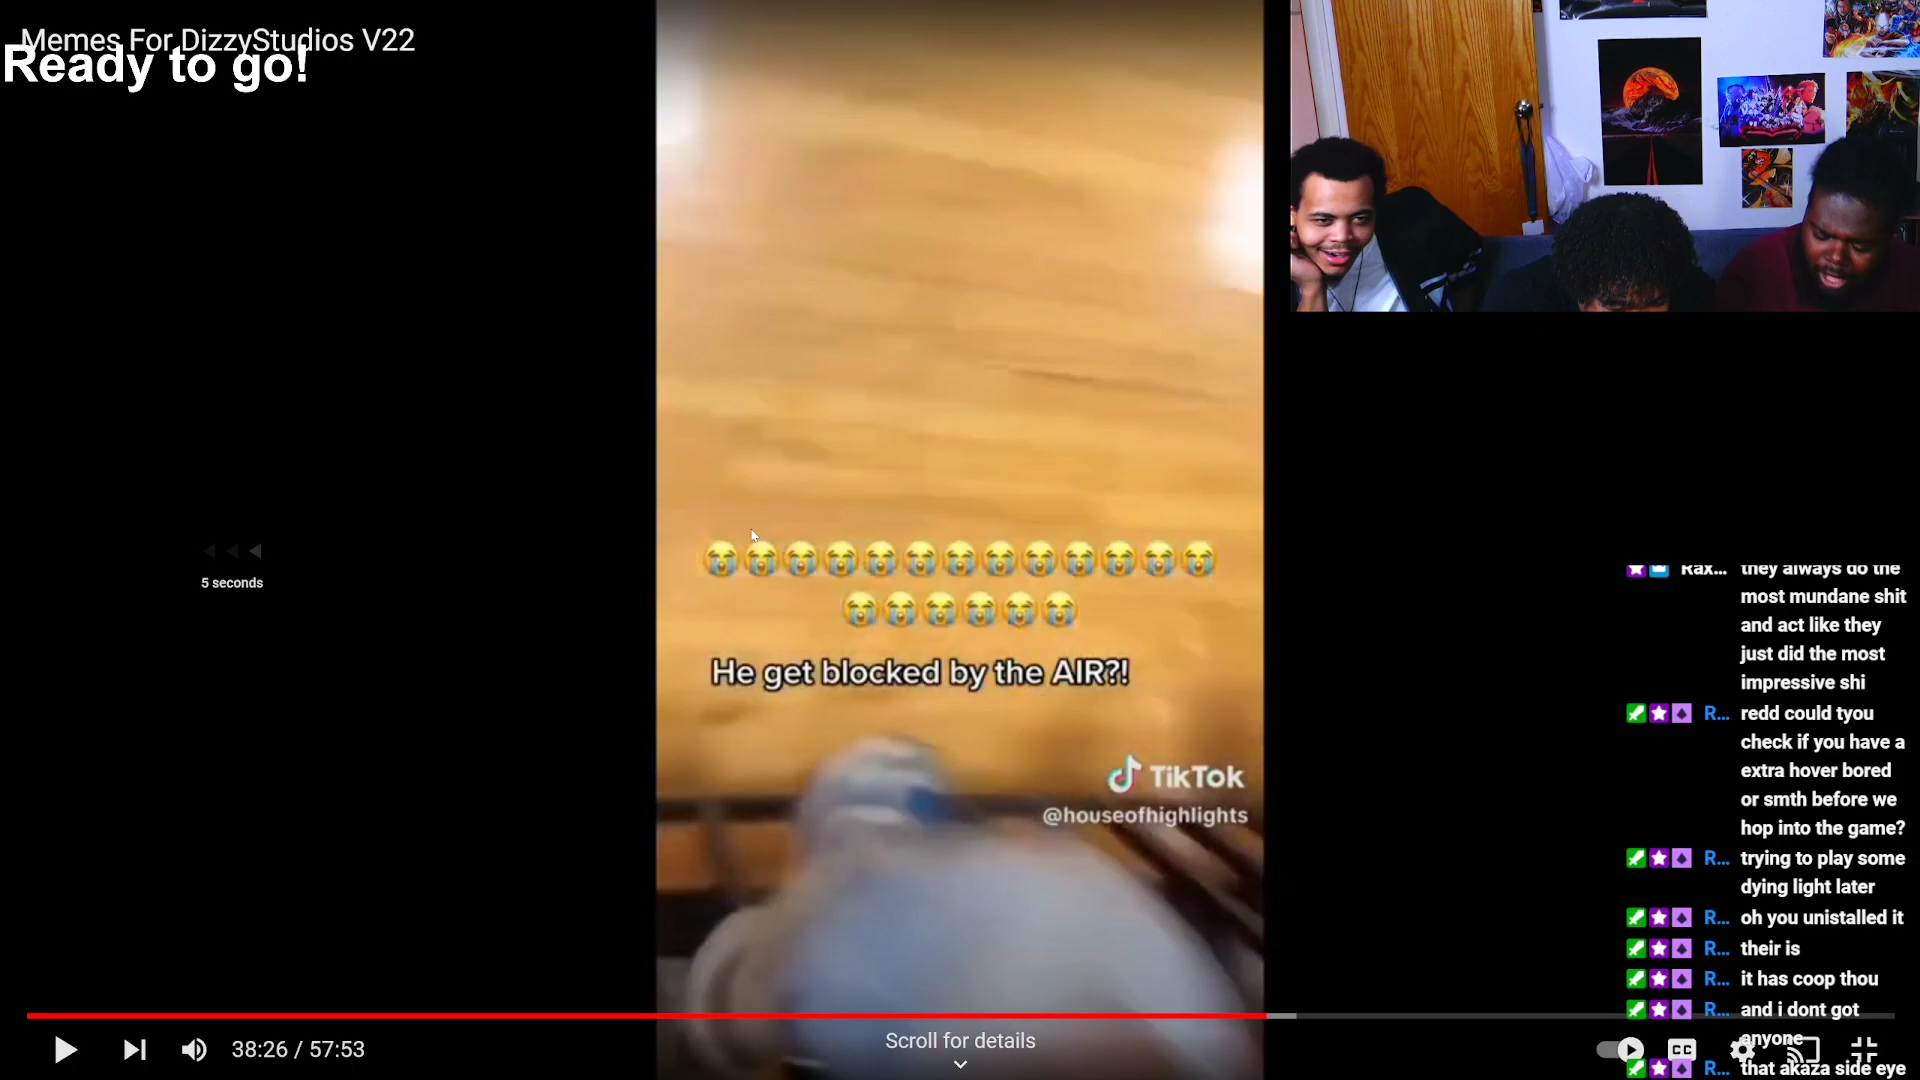 Memes For DizzyStudios V22
Ready to go!
5 seconds
😭😭😭😭😭😭😭😭😭😭😭😭😭
😭😭😭😭😭😭
He get blocked by the AIR?!
TikTok
@houseofhighlights
Rax... they always do the
most mundane shit
and act like they
just did the most
impressive shi
R... redd could tyou
check if you have a
extra hover bored
or smth before we
hop into the game?
R... trying to play some
dying light later
R... oh you unistalled it
R... their is
R... it has coop thou
R... and i dont got
anyone
R... that akaza side eye
Scroll for details
38:26 / 57:53
CC